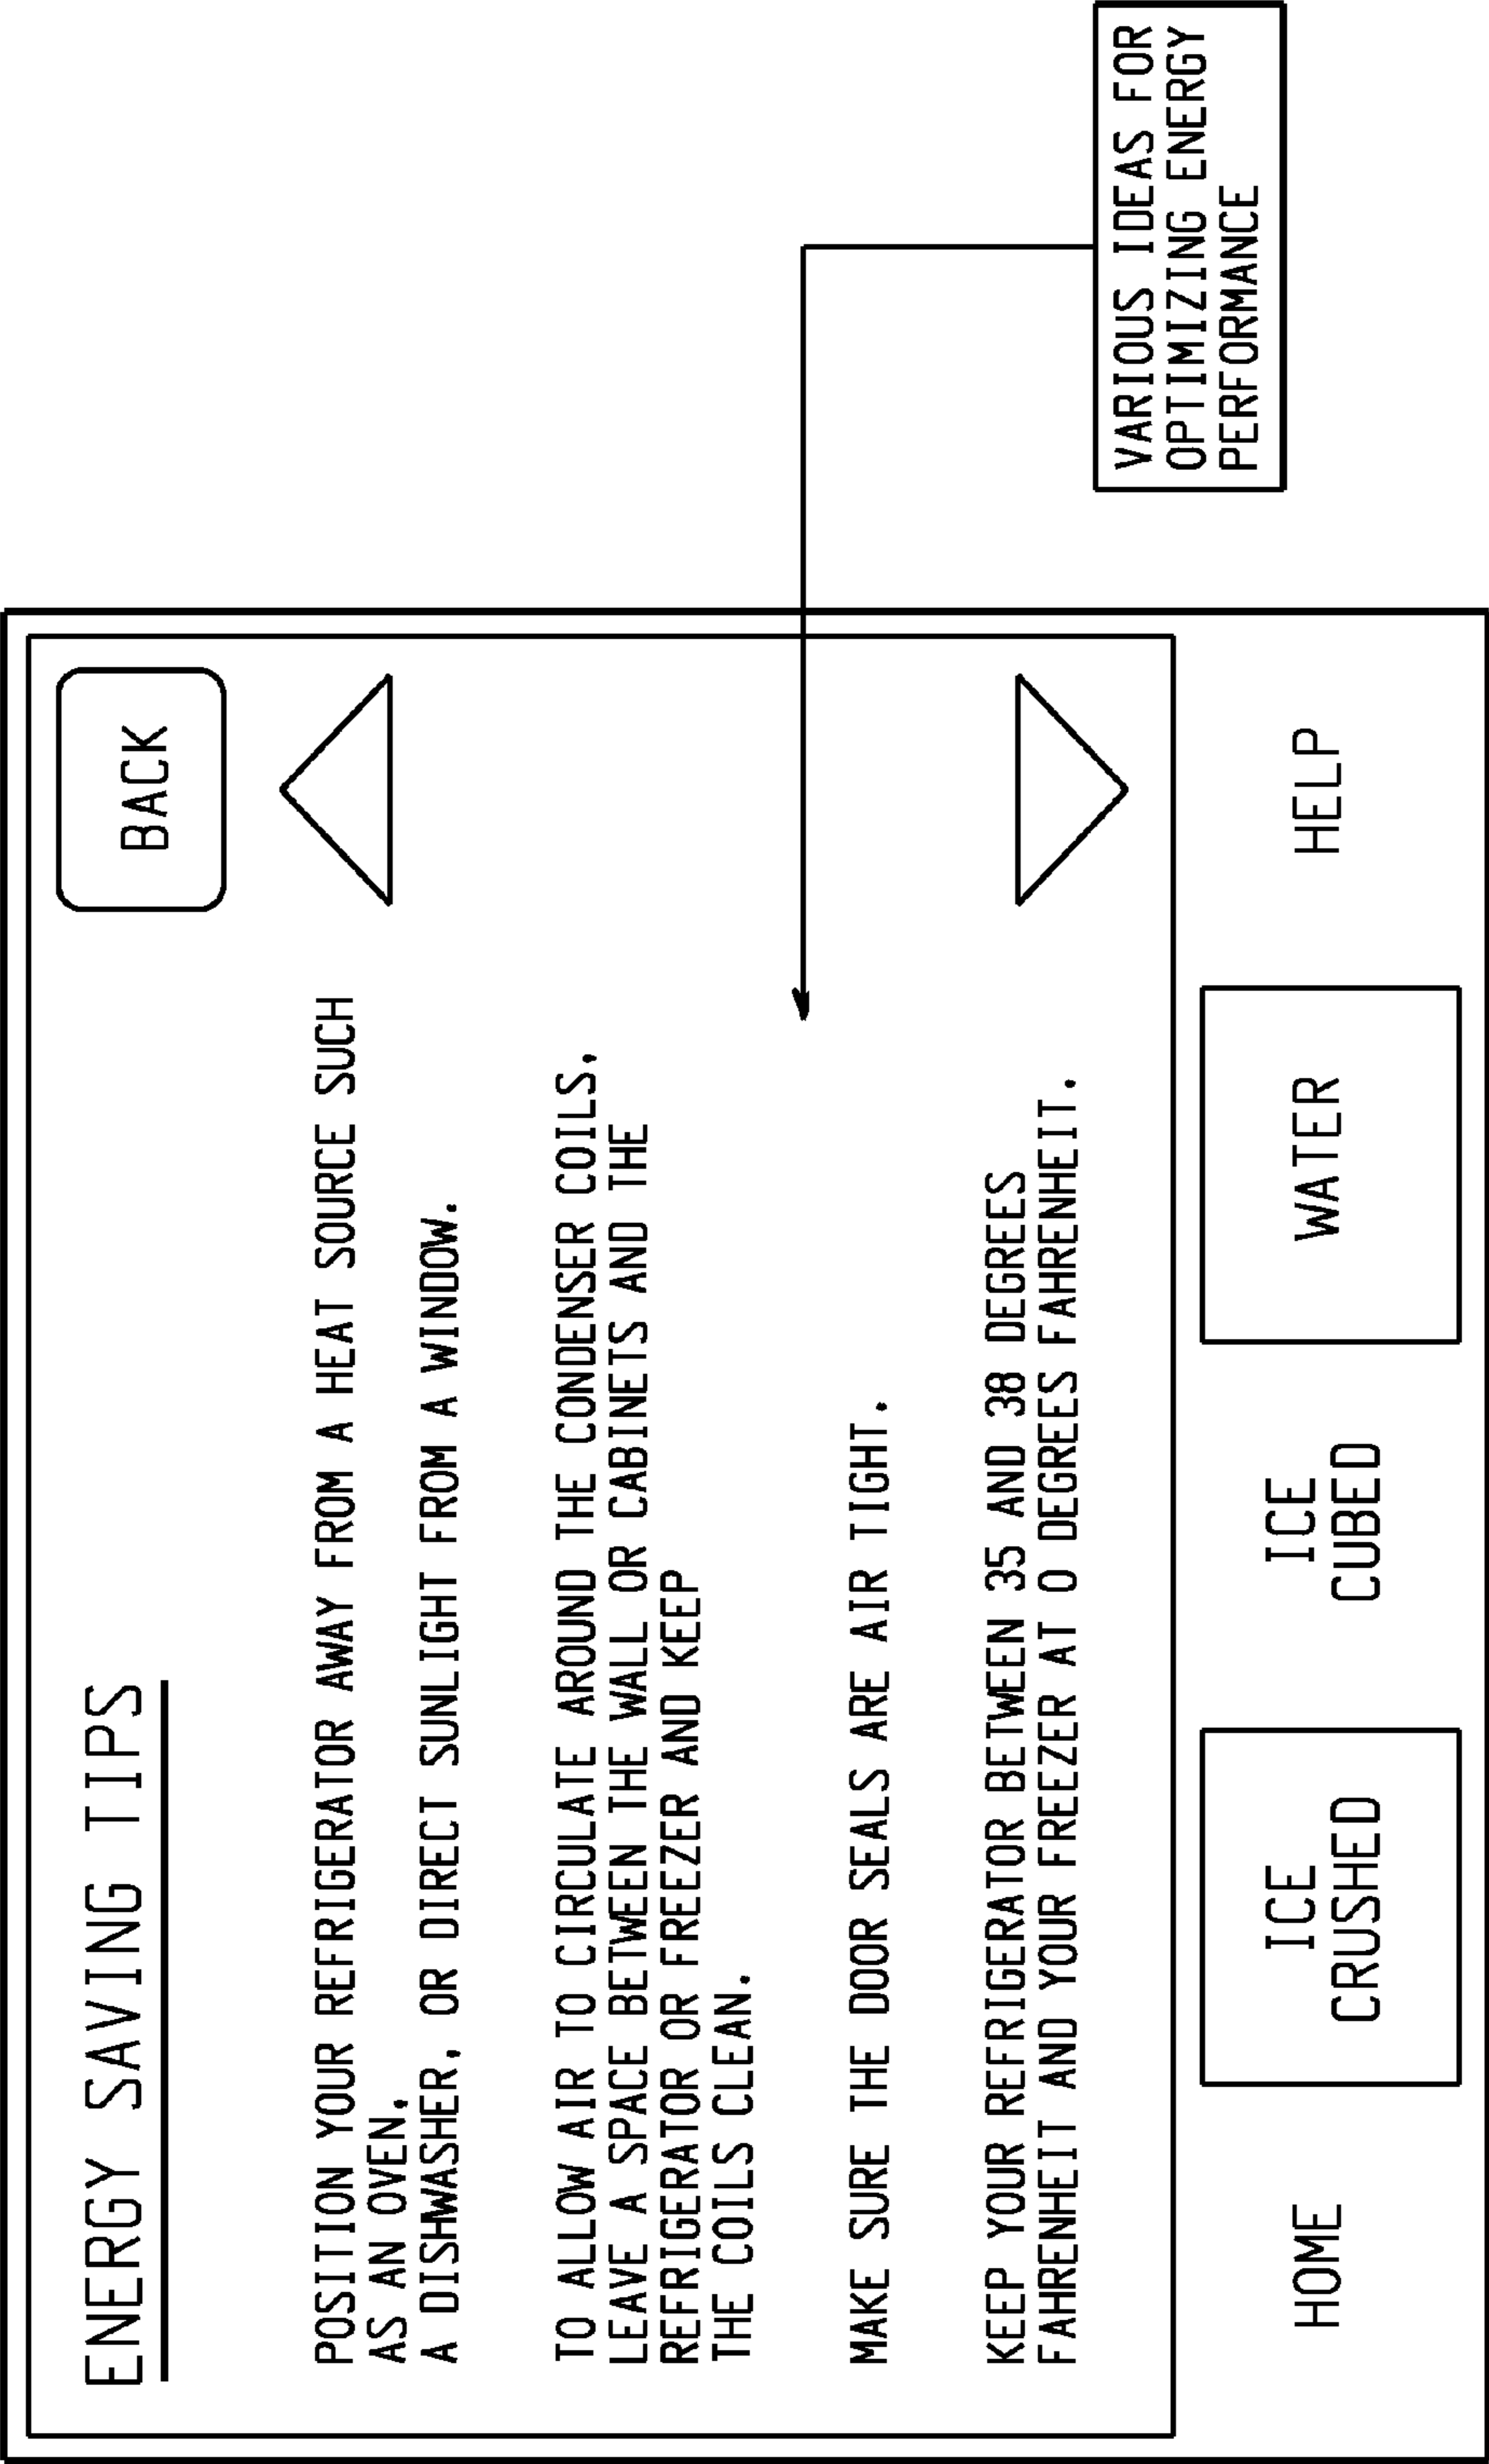 ENERGY SAVING TIPS
BACK
POSITION YOUR REFRIGERATOR AWAY FROM A HEAT SOURCE SUCH
AS AN OVEN,
A DISHWASHER, OR DIRECT SUNLIGHT FROM A WINDOW.
TO ALLOW AIR TO CIRCULATE AROUND THE CONDENSER COILS,
LEAVE A SPACE BETWEEN THE WALL OR CABINETS AND THE
REFRIGERATOR OR FREEZER AND KEEP
THE COILS CLEAN.
MAKE SURE THE DOOR SEALS ARE AIR TIGHT.
KEEP YOUR REFRIGERATOR BETWEEN 35 AND 38 DEGREES
FAHRENHEIT AND YOUR FREEZER AT 0 DEGREES FAHRENHEIT.
HOME
ICE
CRUSHED
ICE
CUBED
WATER
HELP
VARIOUS IDEAS FOR
OPTIMIZING ENERGY
PERFORMANCE